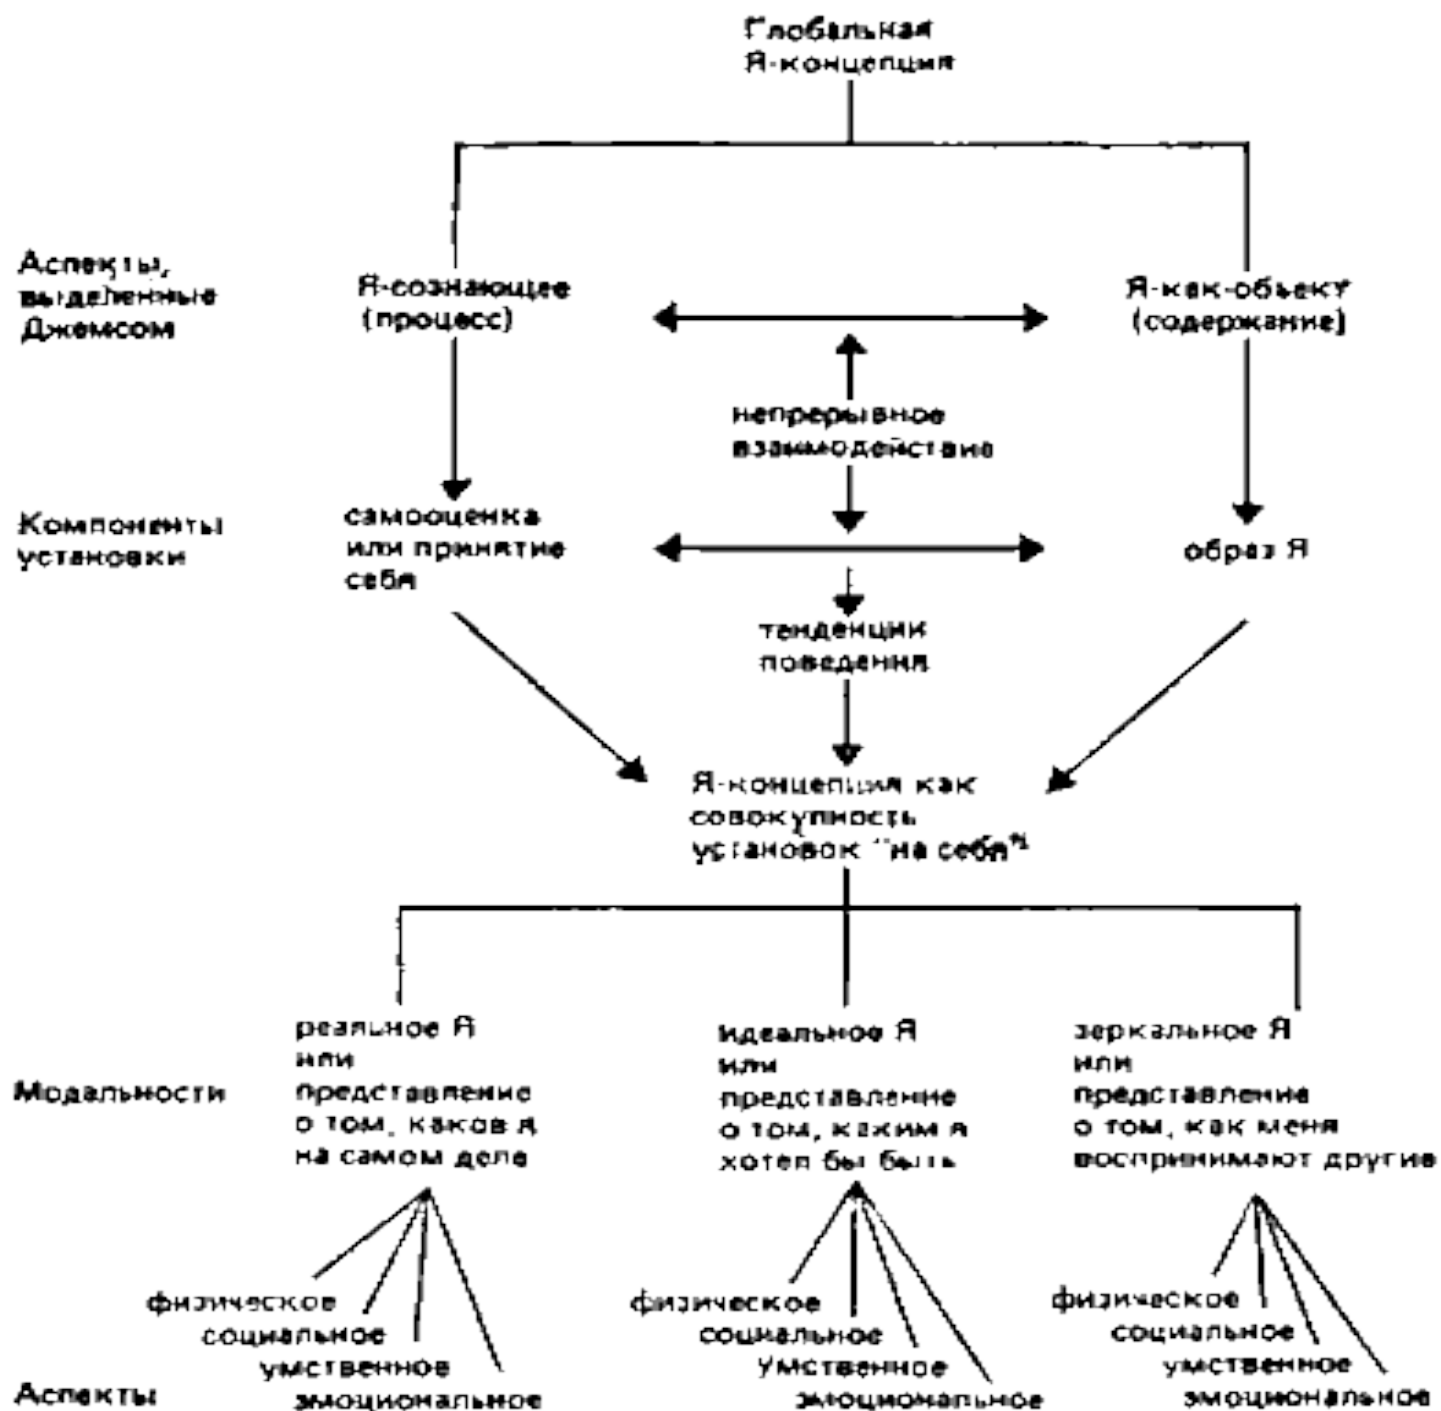 Глобальная
Я-концепция
Аспекты,
выделенные
Джемсом
Я-сознающее
(процесс)
Я-как-объект
(содержание)
непрерывное
взаимодействие
Компоненты
установки
самооценка
или принятие
себя
образ Я
тенденции
поведения
Я-концепция как
совокупность
установок "на себя"
Модальности
реальное Я
или
представление
о том, каков я
на самом деле
идеальное Я
или
представление
о том, каким я
хотел бы быть
зеркальное Я
или
представление
о том, как меня
воспринимают другие
Аспекты
физическое
социальное
умственное
эмоциональное
физическое
социальное
умственное
эмоциональное
физическое
социальное
умственное
эмоциональное